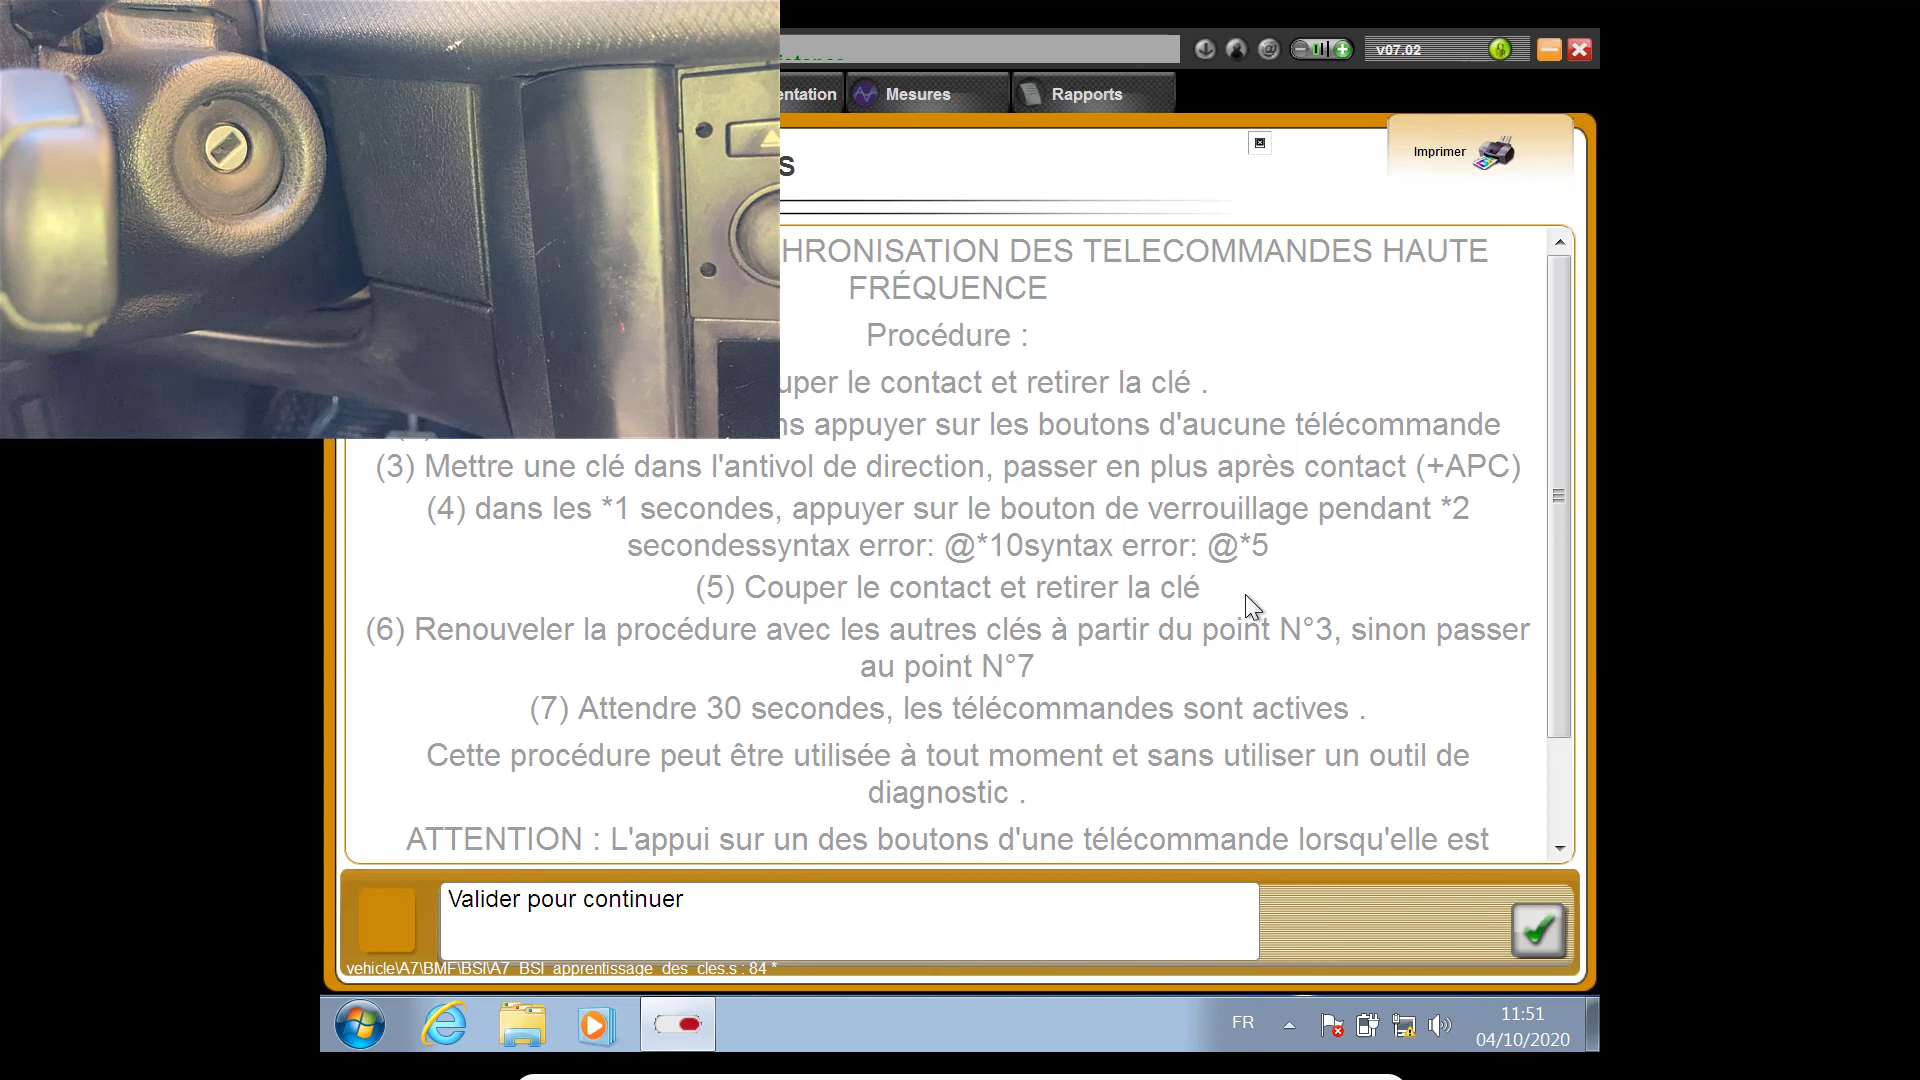 v07.02
Mesures
Rapports
Imprimer
DES TELECOMMANDES HAUTE
FRÉQUENCE
Procédure :
le contact et retirer la clé .
appuyer sur les boutons d'aucune télécommande
(3) Mettre une clé dans l'antivol de direction, passer en plus après contact (+APC)
(4) dans les *1 secondes, appuyer sur le bouton de verrouillage pendant *2
secondessyntax error: @*10syntax error: @*5
(5) Couper le contact et retirer la clé
(6) Renouveler la procédure avec les autres clés à partir du point N°3, sinon passer
au point N°7
(7) Attendre 30 secondes, les télécommandes sont actives .
Cette procédure peut être utilisée à tout moment et sans utiliser un outil de
diagnostic .
ATTENTION : L'appui sur un des boutons d'une télécommande lorsqu'elle est
Valider pour continuer
vehicle\A7\BMF\BSI\A7_BSI_apprentissage_des_cles.s : 84 *
FR
11:51
04/10/2020